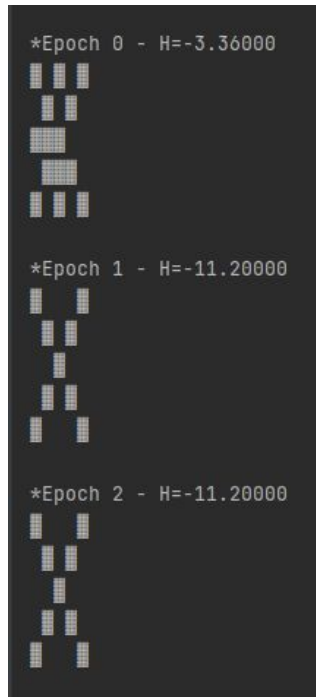 *Epoch 0 - H=-3.36000
▓ ▓ ▓
 ▓ ▓
▓▓▓
 ▓▓▓
▓ ▓ ▓
*Epoch 1 - H=-11.20000
▓   ▓
 ▓ ▓
  ▓
 ▓ ▓
▓   ▓
*Epoch 2 - H=-11.20000
▓   ▓
 ▓ ▓
  ▓
 ▓ ▓
▓   ▓